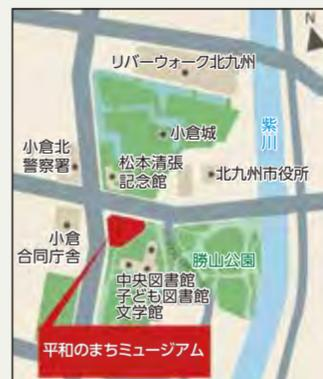 N
リバーウォーク北九州
小倉城
紫川
小倉北
警察署
松本清張
記念館
北九州市役所
小倉
合同庁舎
勝山公園
中央図書館
子ども図書館
文学館
平和のまちミュージアム